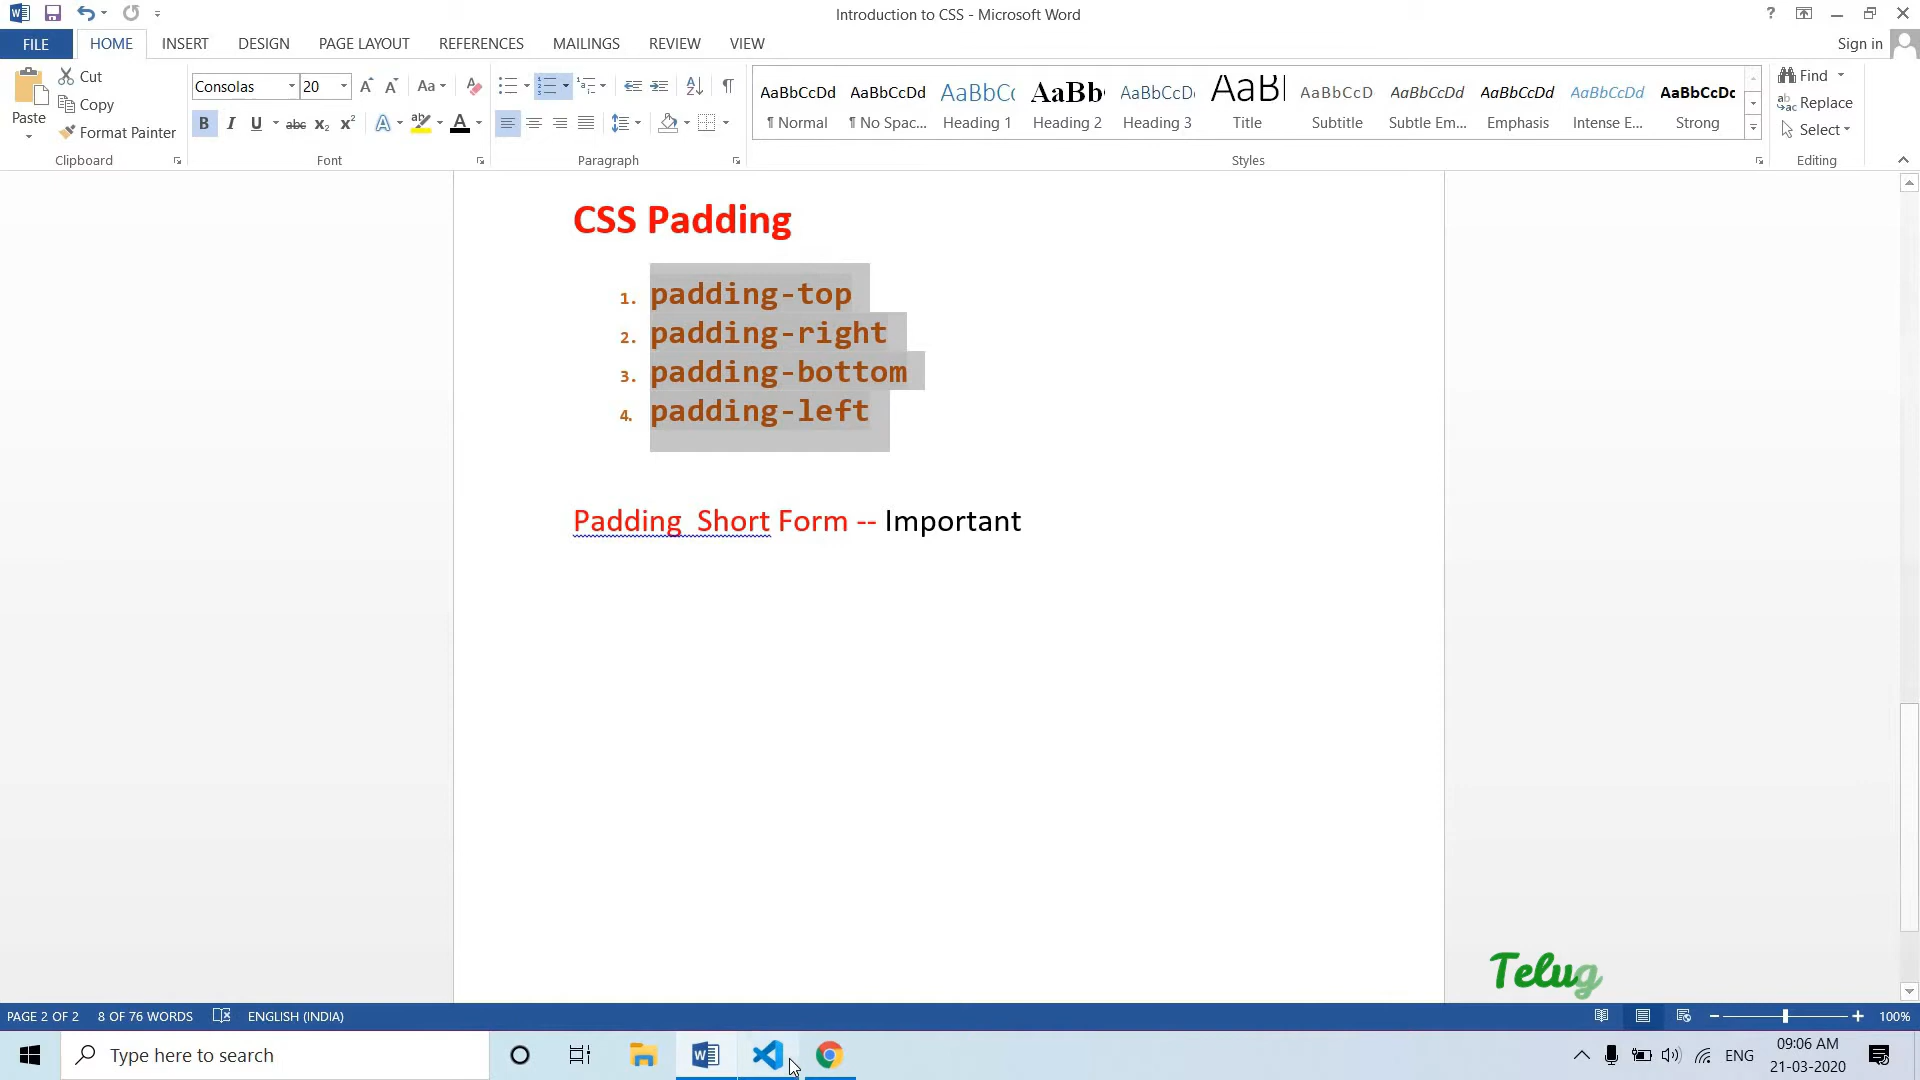 Introduction to CSS - Microsoft Word
FILE HOME INSERT DESIGN PAGE LAYOUT REFERENCES MAILINGS REVIEW VIEW
Sign in
Paste
Cut
Copy
Format Painter
Clipboard
Consolas 20
Font
Paragraph
AaBbCcDd AaBbCcDd AaBbCc AaBb AaBbCcD AaB AaBbCcD AaBbCcDd AaBbCcDd AaBbCcDd AaBbCcDc
¶ Normal ¶ No Spac... Heading 1 Heading 2 Heading 3 Title Subtitle Subtle Em... Emphasis Intense E... Strong
Styles
Find
Replace
Select
Editing
CSS Padding
1. padding-top
2. padding-right
3. padding-bottom
4. padding-left
Padding Short Form -- Important
Telug
PAGE 2 OF 2 8 OF 76 WORDS ENGLISH (INDIA) 100%
Type here to search
ENG
09:06 AM
21-03-2020